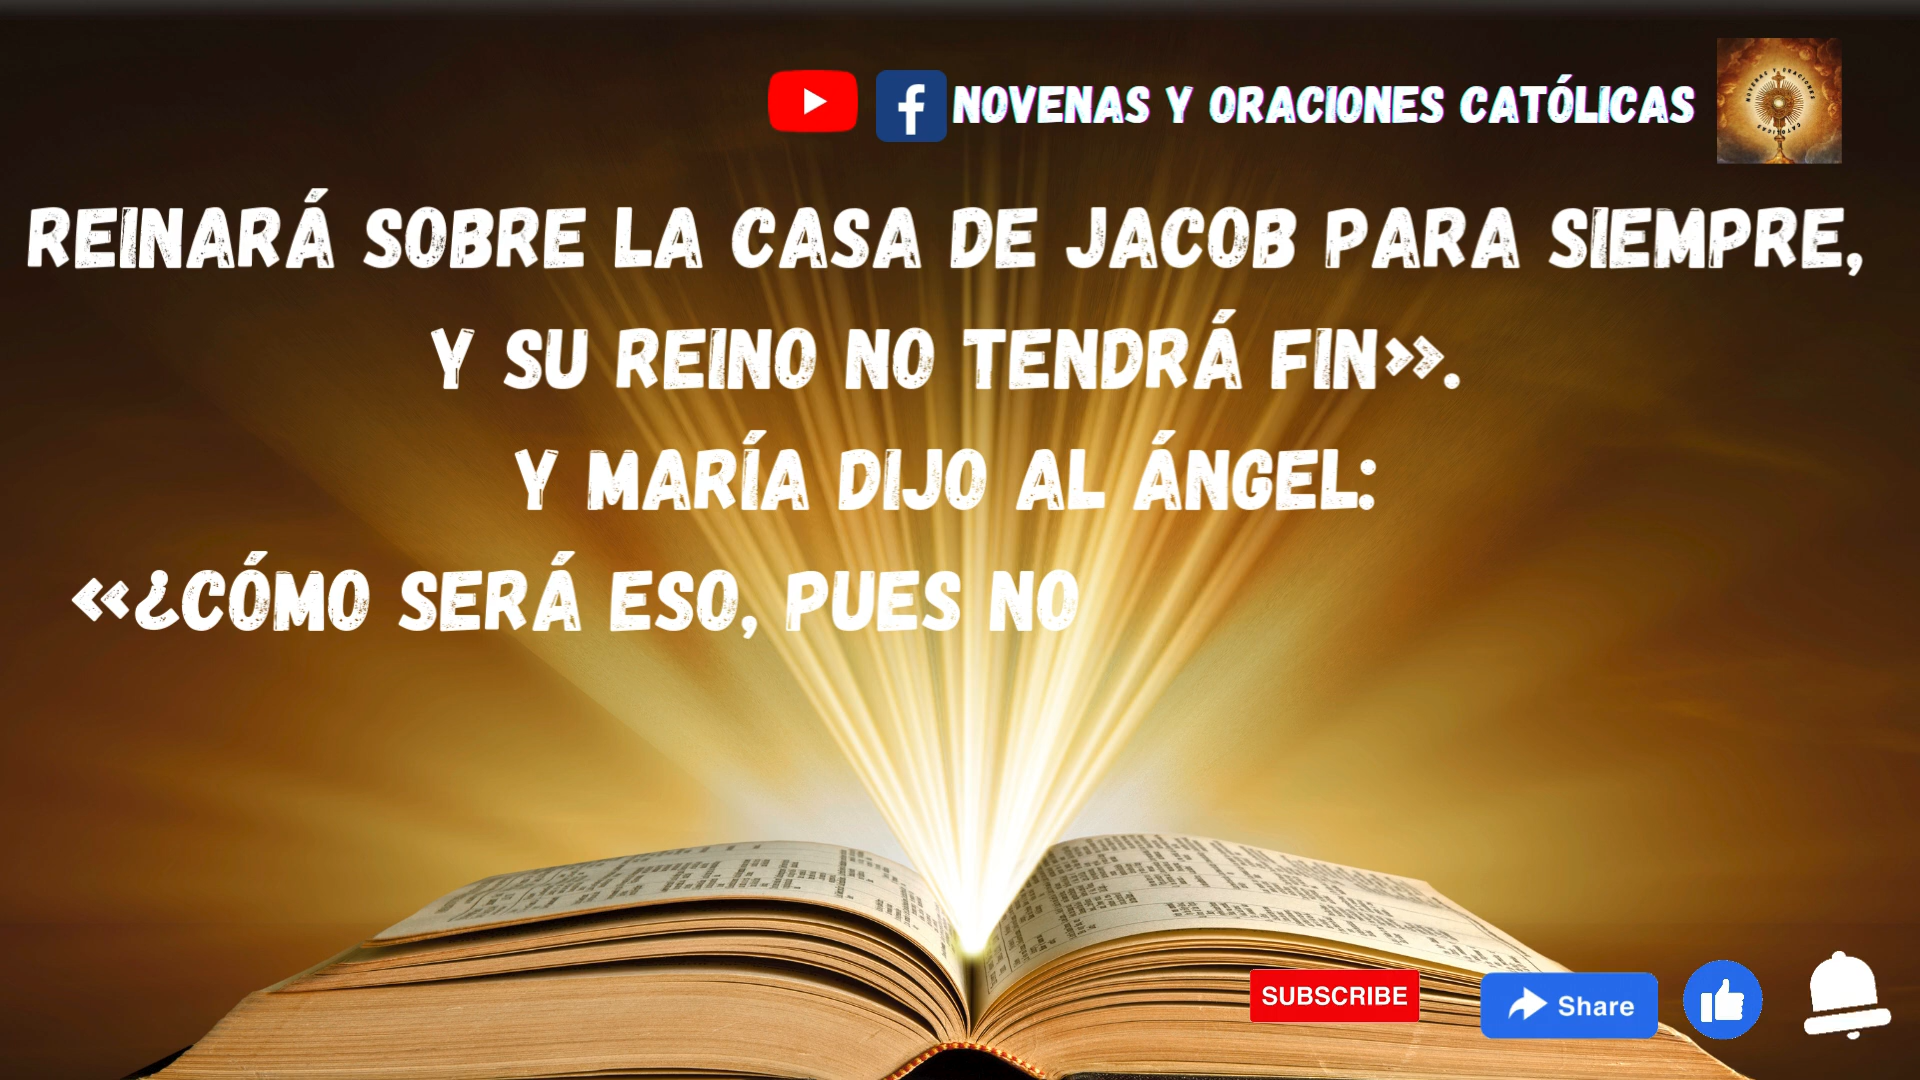 NOVENAS Y ORACIONES CATÓLICAS
REINARÁ SOBRE LA CASA DE JACOB PARA SIEMPRE,
Y SU REINO NO TENDRÁ FIN».
Y MARÍA DIJO AL ÁNGEL:
«¿CÓMO SERÁ ESO, PUES NO
SUBSCRIBE
Share